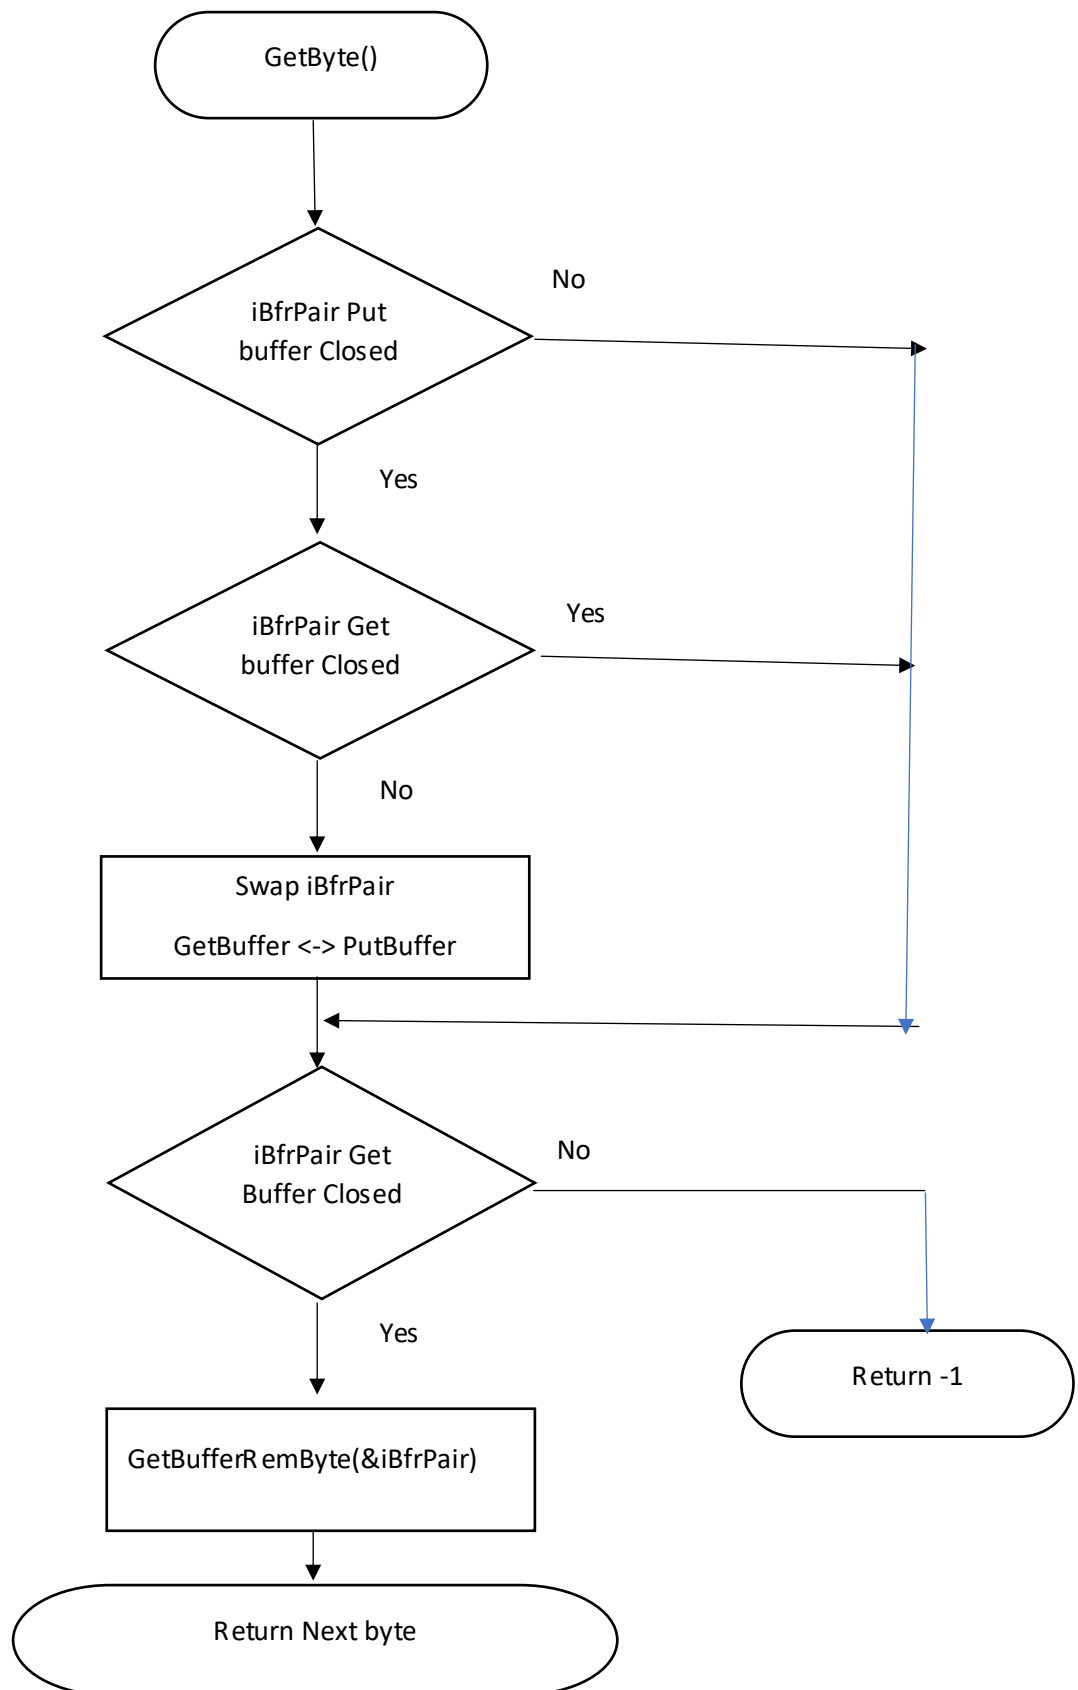 GetByte()
No
iBfrPair Put
buffer Closed
Yes
Yes
iBfrPair Get
buffer Closed
No
Swap iBfrPair
GetBuffer <-> PutBuffer
No
iBfrPair Get
Buffer Closed
Yes
Return -1
GetBufferRemByte(&iBfrPair)
Return Next byte